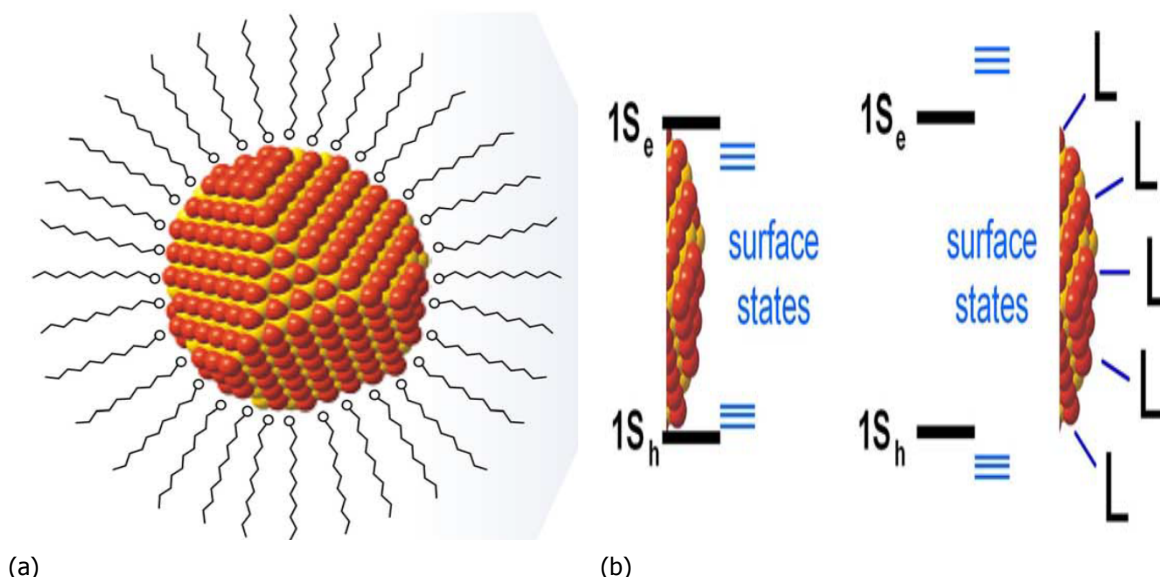 1Sₑ
1Sₕ
surface
states
1Sₑ
1Sₕ
surface
states
L
L
L
L
L
(a)
(b)